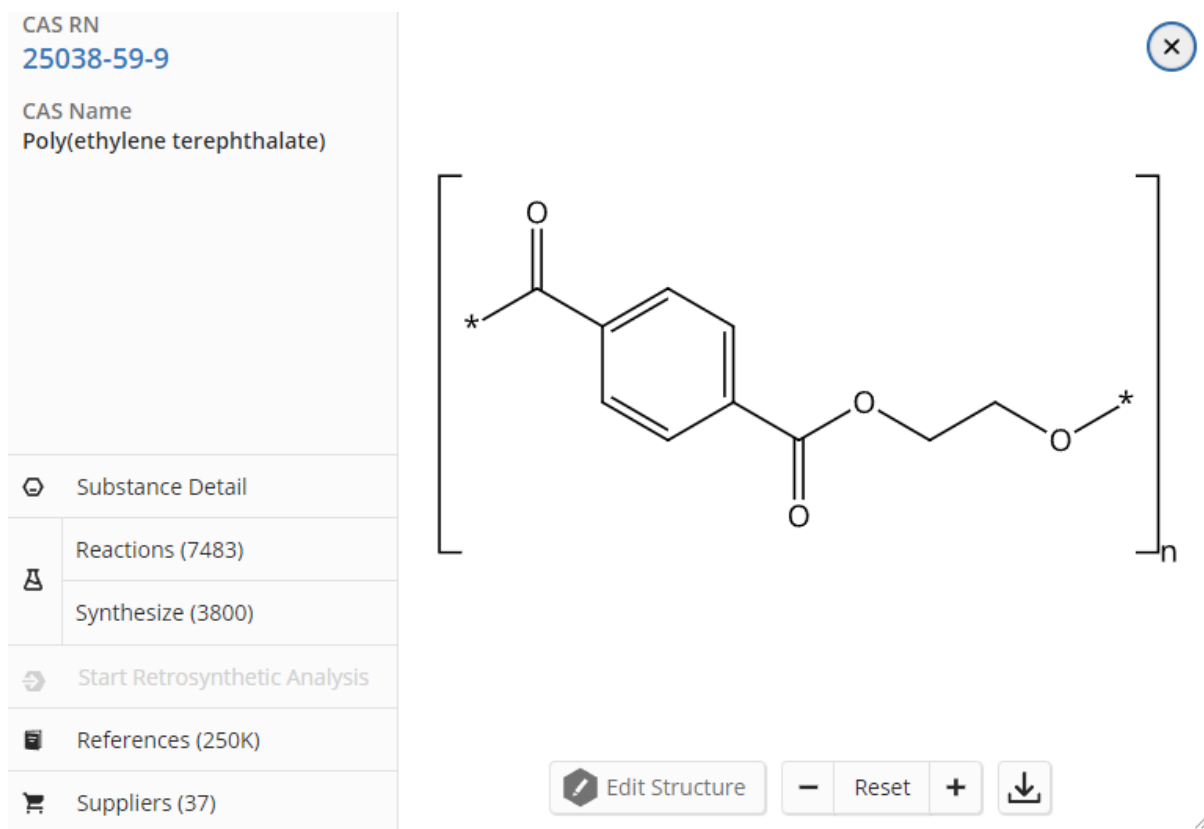 CAS RN
25038-59-9
CAS Name
Poly(ethylene terephthalate)
Substance Detail
Reactions (7483)
Synthesize (3800)
Start Retrosynthetic Analysis
References (250K)
Suppliers (37)
O
*
O
O
O
*
n
Edit Structure
− Reset +